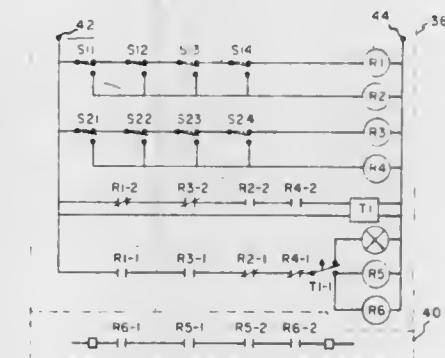 42 44 38
S11 S12 S13 S14 R1
R2
S21 S22 S23 S24 R3
R4
R1-2 R3-2 R2-2 R4-2
T1
R1-1 R3-1 R2-1 R4-1
T1-1 R5
R6
40
R6-1 R5-1 R5-2 R6-2